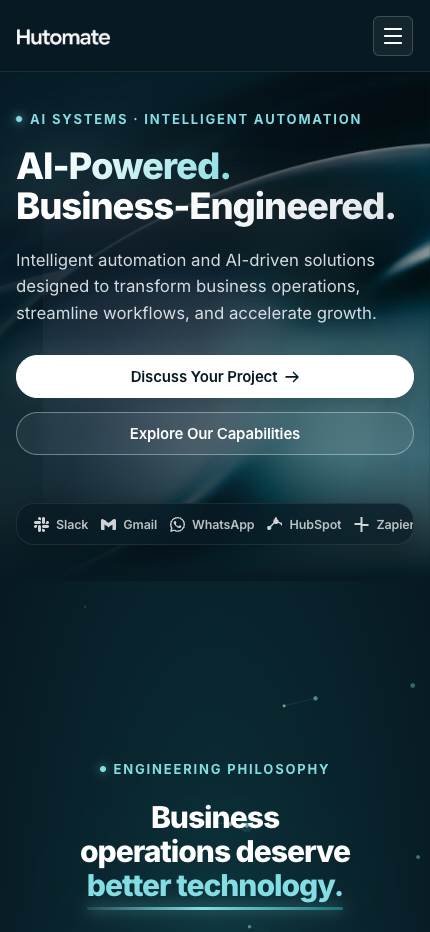 Hutomate
AI SYSTEMS · INTELLIGENT AUTOMATION
AI-Powered.
Business-Engineered.
Intelligent automation and AI-driven solutions
designed to transform business operations,
streamline workflows, and accelerate growth.
Discuss Your Project →
Explore Our Capabilities
Slack Gmail WhatsApp HubSpot Zapier
ENGINEERING PHILOSOPHY
Business
operations deserve
better technology.